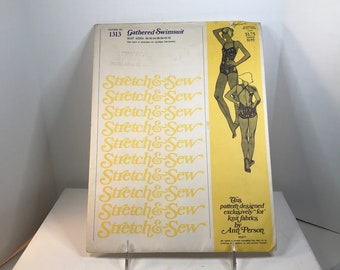 1313
Gathered Swimsuit
Stretch & Sew
Stretch & Sew
Stretch & Sew
Stretch & Sew
Stretch & Sew
Stretch & Sew
Stretch & Sew
Stretch & Sew
Stretch & Sew
Stretch & Sew
This
pattern designed
exclusively for
knit fabrics
by
Ann Person